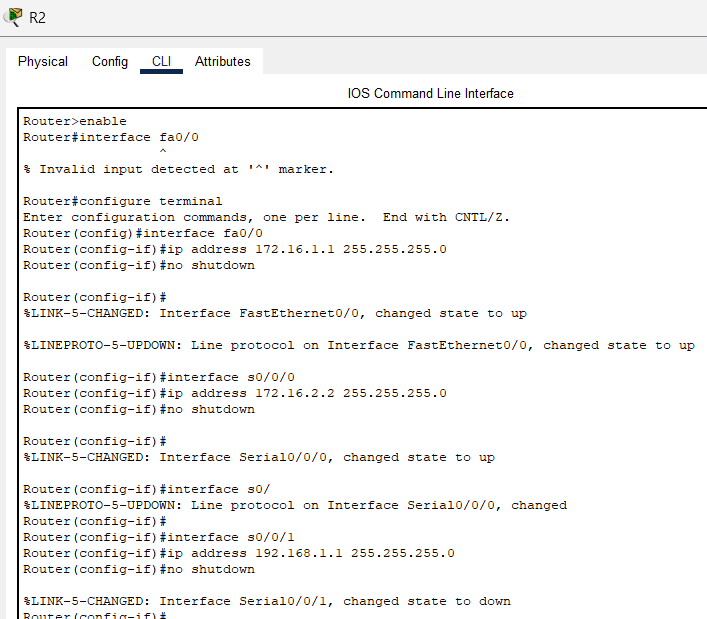 R2
Physical Config CLI Attributes
IOS Command Line Interface
Router>enable
Router#interface fa0/0
^
% Invalid input detected at '^' marker.
Router#configure terminal
Enter configuration commands, one per line.  End with CNTL/Z.
Router(config)#interface fa0/0
Router(config-if)#ip address 172.16.1.1 255.255.255.0
Router(config-if)#no shutdown
Router(config-if)#
%LINK-5-CHANGED: Interface FastEthernet0/0, changed state to up
%LINEPROTO-5-UPDOWN: Line protocol on Interface FastEthernet0/0, changed state to up
Router(config-if)#interface s0/0/0
Router(config-if)#ip address 172.16.2.2 255.255.255.0
Router(config-if)#no shutdown
Router(config-if)#
%LINK-5-CHANGED: Interface Serial0/0/0, changed state to up
Router(config-if)#interface s0/
%LINEPROTO-5-UPDOWN: Line protocol on Interface Serial0/0/0, changed
Router(config-if)#
Router(config-if)#interface s0/0/1
Router(config-if)#ip address 192.168.1.1 255.255.255.0
Router(config-if)#no shutdown
%LINK-5-CHANGED: Interface Serial0/0/1, changed state to down
Router(config-if)#